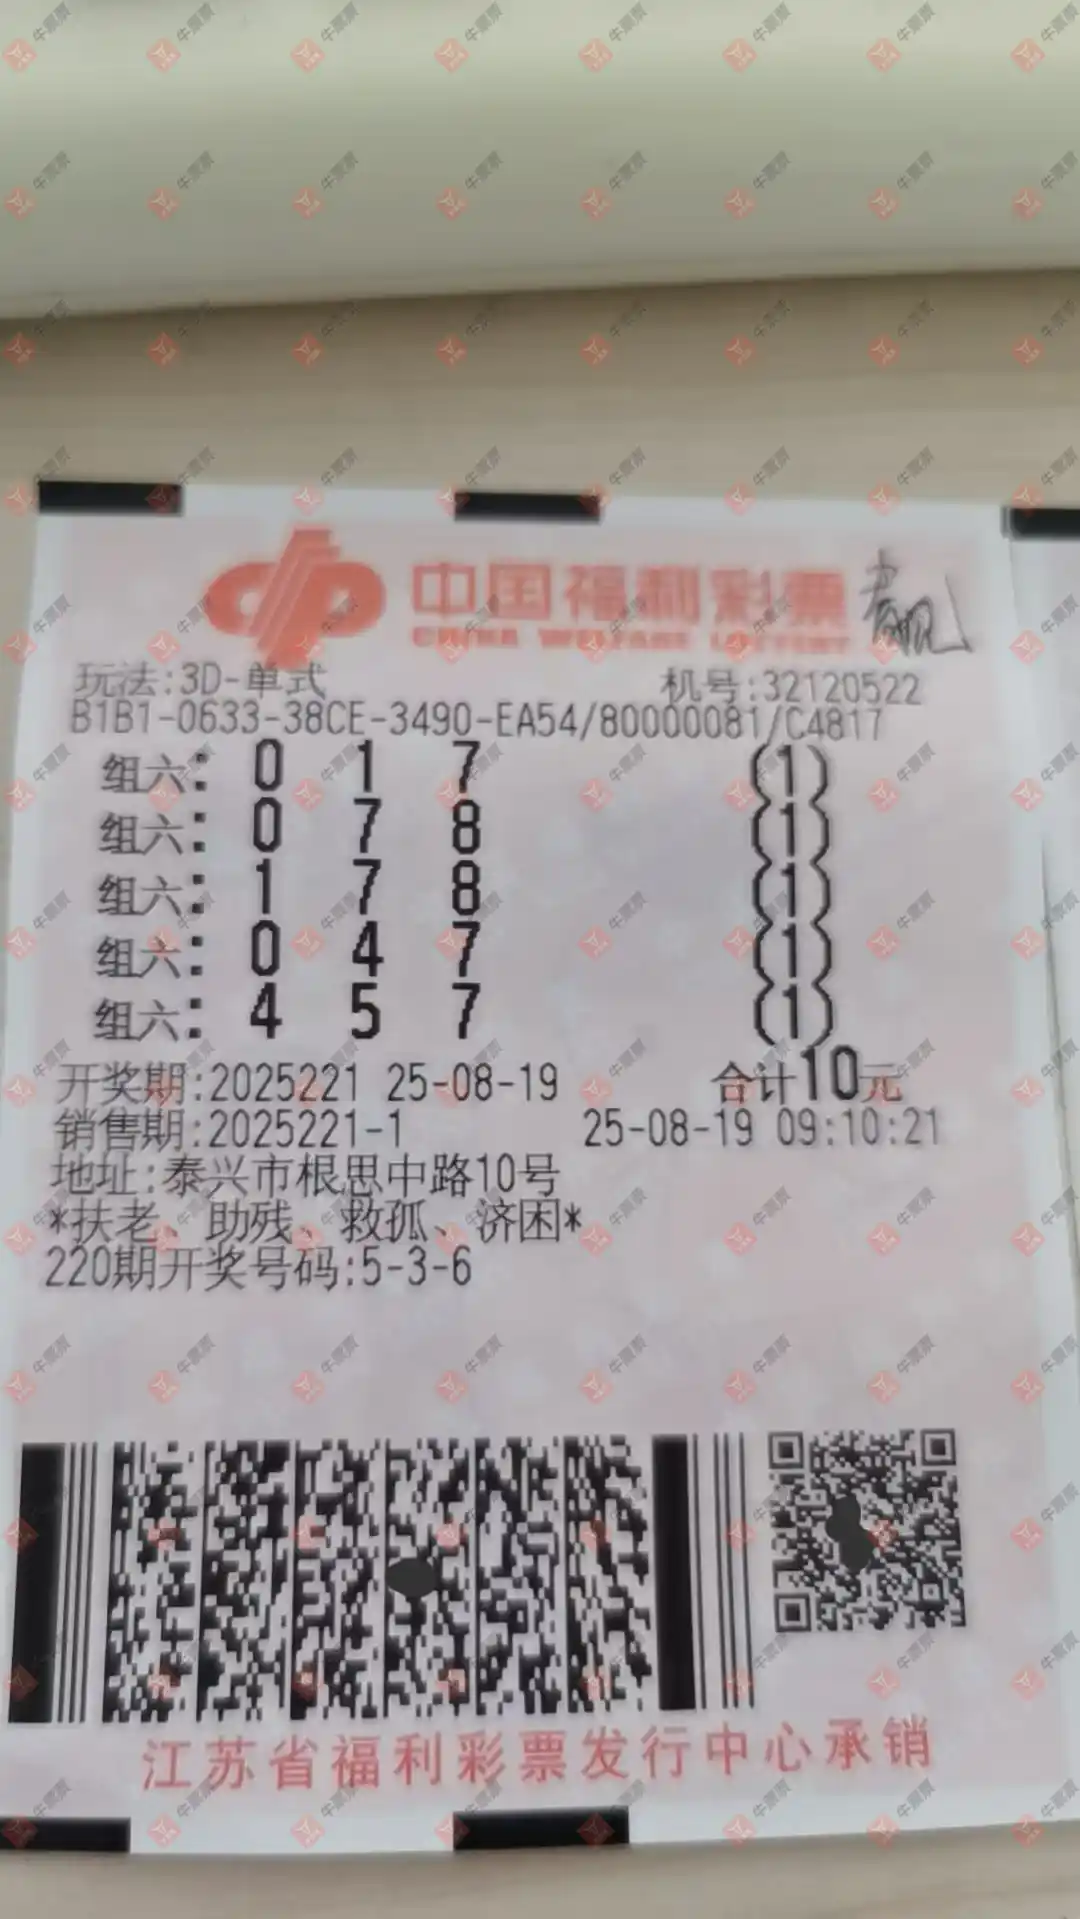 中国福利彩票
CHINA WELFARE LOTTERY
玩法:3D-单式 机号:32120522
B1B1-0633-38CE-3490-EA54/80000081/C4817
组六: 0 1 7 (1)
组六: 0 7 8 (1)
组六: 1 7 8 (1)
组六: 0 4 7 (1)
组六: 4 5 7 (1)
开奖期:2025221 25-08-19 合计10元
销售期:2025221-1 25-08-19 09:10:21
地址:泰兴市根思中路10号
*扶老、助残、救孤、济困*
220期开奖号码:5-3-6
江苏省福利彩票发行中心承销
牛票票